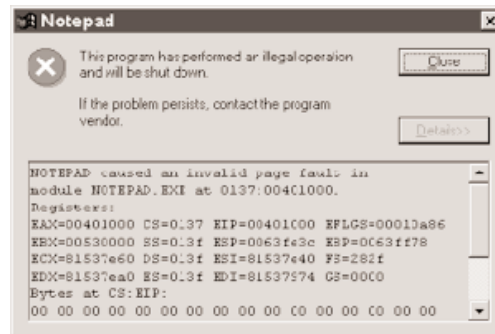 Notepad
This program has performed an illegal operation
and will be shut down.
If the problem persists, contact the program
vendor.
Close
Details>>
NOTEPAD caused an invalid page fault in
module NOTEPAD.EXE at 0137:00401000.
Registers:
EAX=00401000 CS=0137 EIP=00401000 EFLGS=00010a86
EBX=00530000 SS=013f ESP=0063fe3c EBP=0063ff78
ECX=81537e60 DS=013f ESI=81537e40 FS=282f
EDX=81537ea0 ES=013f EDI=81537974 GS=0000
Bytes at CS:EIP:
00 00 00 00 00 00 00 00 00 00 00 00 00 00 00 00